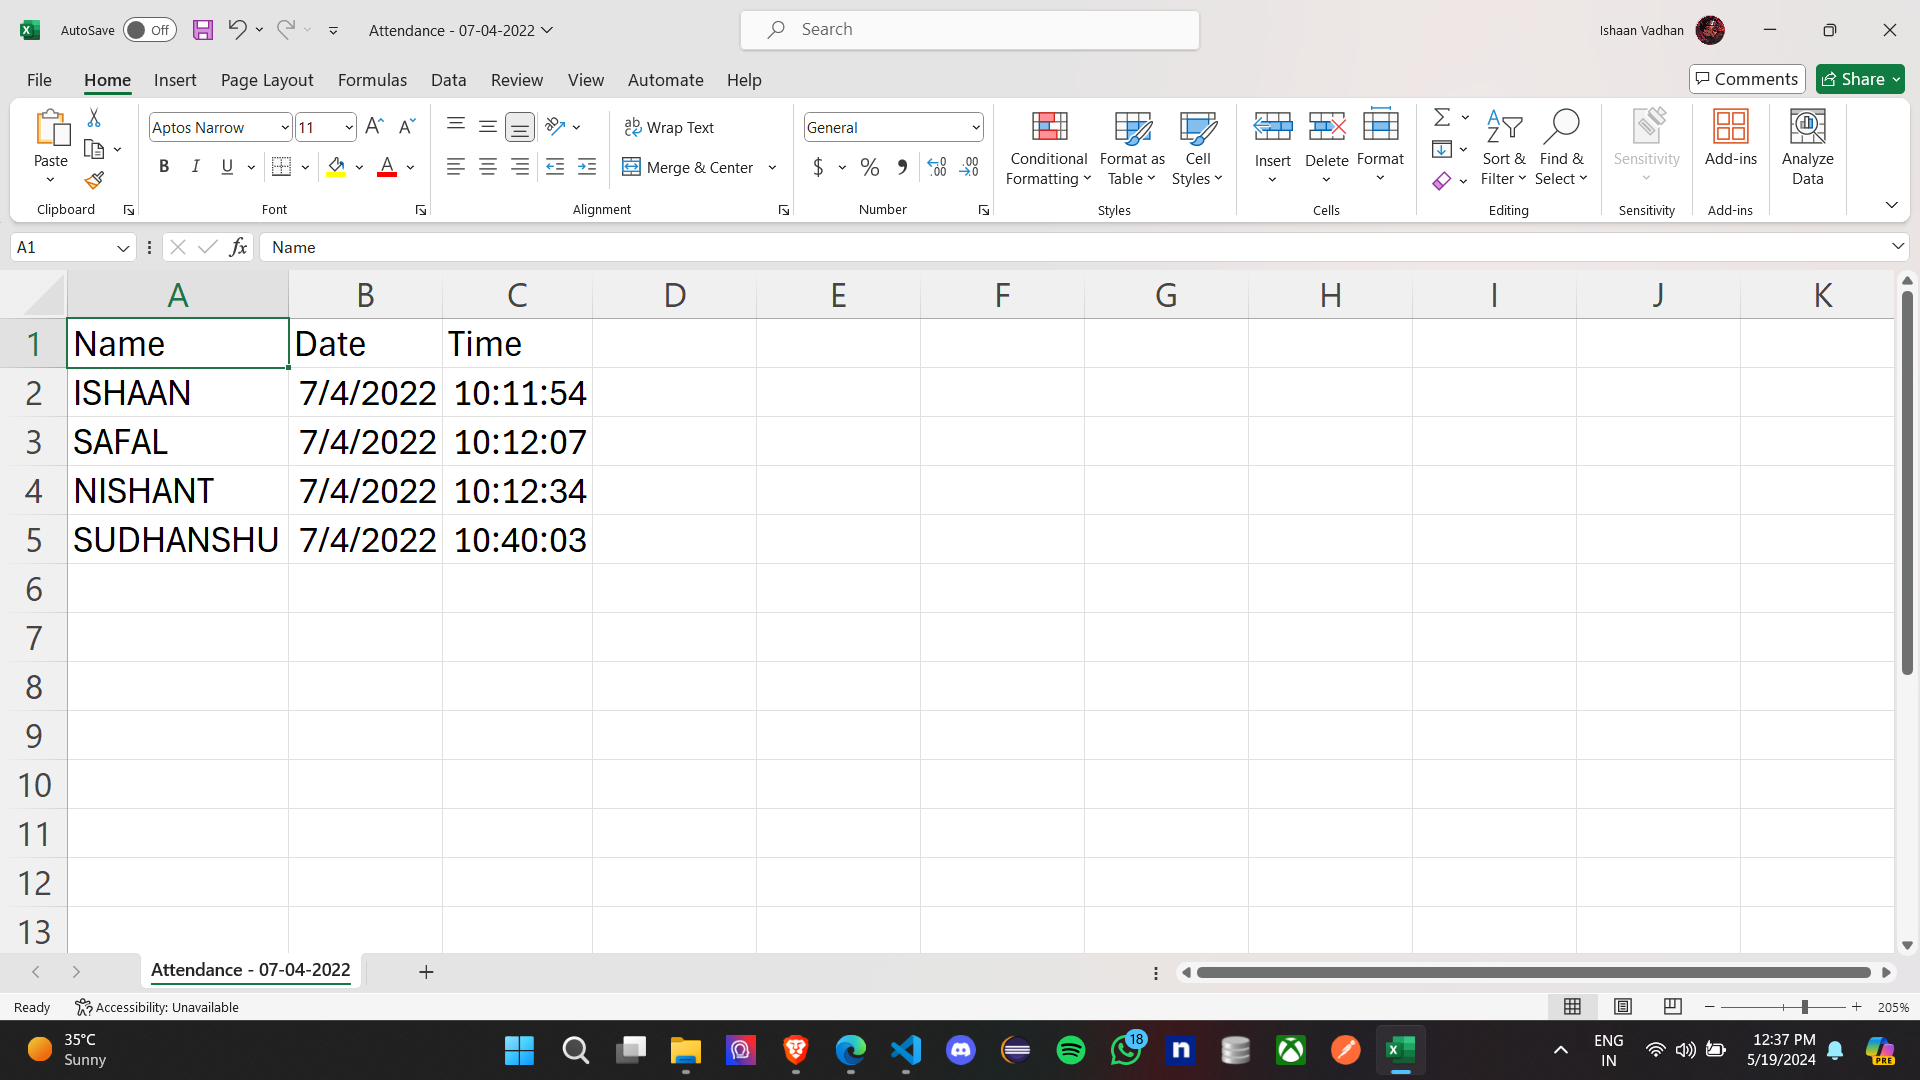 AutoSave Off Attendance - 07-04-2022 Search Ishaan Vadhan
File Home Insert Page Layout Formulas Data Review View Automate Help Comments Share
Paste Aptos Narrow 11 Wrap Text General Conditional Formatting Format as Table Cell Styles Insert Delete Format Sort & Filter Find & Select Sensitivity Add-ins Analyze Data
B I U A Merge & Center $ % ,
Clipboard Font Alignment Number Styles Cells Editing Sensitivity Add-ins
A1 fx Name
A B C D E F G H I J K
1 Name Date Time
2 ISHAAN 7/4/2022 10:11:54
3 SAFAL 7/4/2022 10:12:07
4 NISHANT 7/4/2022 10:12:34
5 SUDHANSHU 7/4/2022 10:40:03
6
7
8
9
10
11
12
13
Attendance - 07-04-2022
Ready Accessibility: Unavailable 205%
35°C ENG 12:37 PM
Sunny 18 IN 5/19/2024 PRE